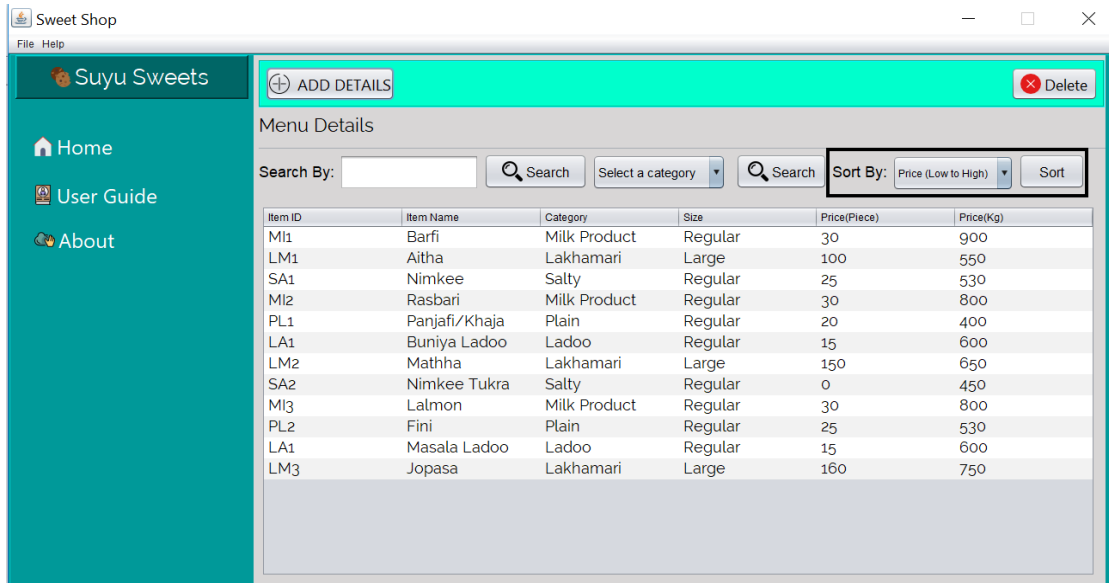 Sweet Shop
File Help
Suyu Sweets
ADD DETAILS
Delete
Home
User Guide
About
Menu Details
Search By: Search Select a category Search Sort By: Price (Low to High) Sort
Item ID Item Name Category Size Price(Piece) Price(Kg)
MI1 Barfi Milk Product Regular 30 900
LM1 Aitha Lakhamari Large 100 550
SA1 Nimkee Salty Regular 25 530
MI2 Rasbari Milk Product Regular 30 800
PL1 Panjafi/Khaja Plain Regular 20 400
LA1 Buniya Ladoo Ladoo Regular 15 600
LM2 Mathha Lakhamari Large 150 650
SA2 Nimkee Tukra Salty Regular 0 450
MI3 Lalmon Milk Product Regular 30 800
PL2 Fini Plain Regular 25 530
LA1 Masala Ladoo Ladoo Regular 15 600
LM3 Jopasa Lakhamari Large 160 750